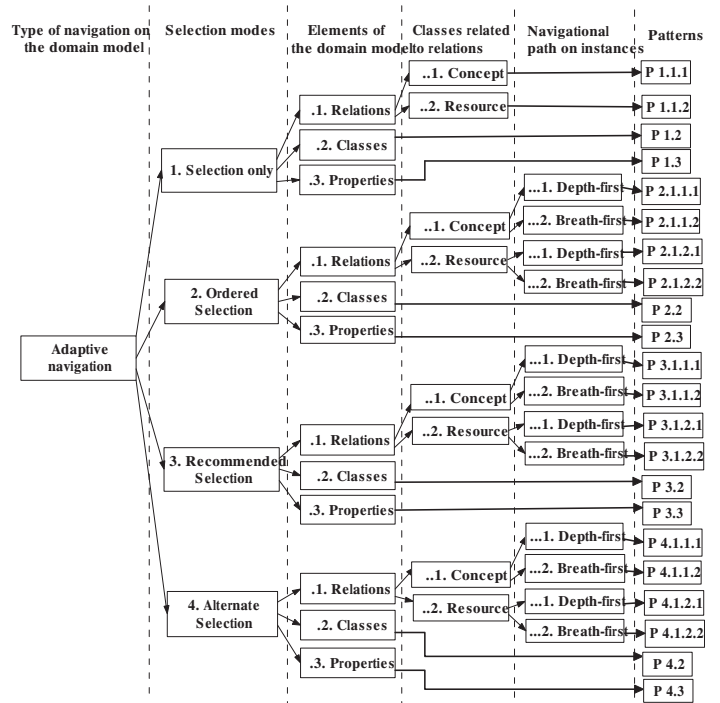 Type of navigation on
the domain model
Selection modes
Elements of
the domain model
Classes related
to relations
Navigational
path on instances
Patterns
Adaptive
navigation
1. Selection only
.1. Relations
..1. Concept
P 1.1.1
..2. Resource
P 1.1.2
.2. Classes
P 1.2
.3. Properties
P 1.3
2. Ordered
Selection
.1. Relations
..1. Concept
...1. Depth-first
P 2.1.1.1
...2. Breath-first
P 2.1.1.2
..2. Resource
...1. Depth-first
P 2.1.2.1
...2. Breath-first
P 2.1.2.2
.2. Classes
P 2.2
.3. Properties
P 2.3
3. Recommended
Selection
.1. Relations
..1. Concept
...1. Depth-first
P 3.1.1.1
...2. Breath-first
P 3.1.1.2
..2. Resource
...1. Depth-first
P 3.1.2.1
...2. Breath-first
P 3.1.2.2
.2. Classes
P 3.2
.3. Properties
P 3.3
4. Alternate
Selection
.1. Relations
..1. Concept
...1. Depth-first
P 4.1.1.1
...2. Breath-first
P 4.1.1.2
..2. Resource
...1. Depth-first
P 4.1.2.1
...2. Breath-first
P 4.1.2.2
.2. Classes
P 4.2
.3. Properties
P 4.3